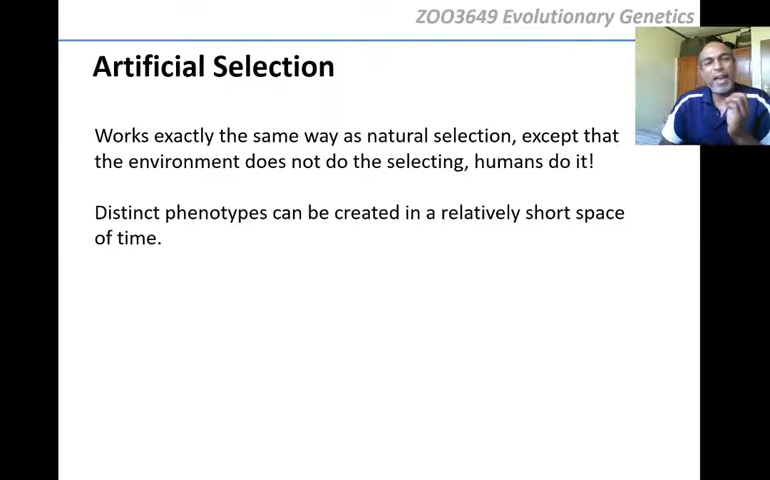 ZOO3649 Evolutionary Genetics
Artificial Selection
Works exactly the same way as natural selection, except that
the environment does not do the selecting, humans do it!
Distinct phenotypes can be created in a relatively short space
of time.